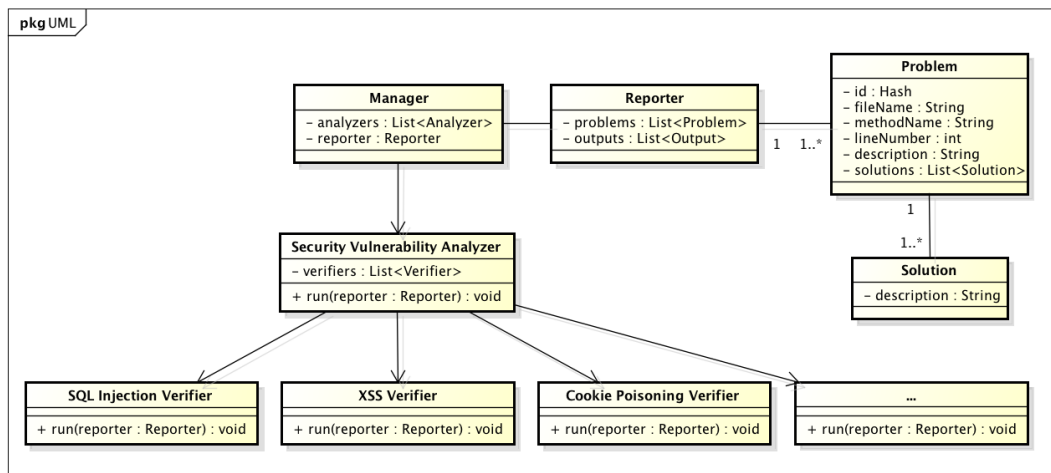 pkg UML
Manager
– analyzers : List<Analyzer>
– reporter : Reporter
Reporter
– problems : List<Problem>
– outputs : List<Output>
1
1..*
Problem
– id : Hash
– fileName : String
– methodName : String
– lineNumber : int
– description : String
– solutions : List<Solution>
1
1..*
Solution
– description : String
Security Vulnerability Analyzer
– verifiers : List<Verifier>
+ run(reporter : Reporter) : void
SQL Injection Verifier
+ run(reporter : Reporter) : void
XSS Verifier
+ run(reporter : Reporter) : void
Cookie Poisoning Verifier
+ run(reporter : Reporter) : void
...
+ run(reporter : Reporter) : void